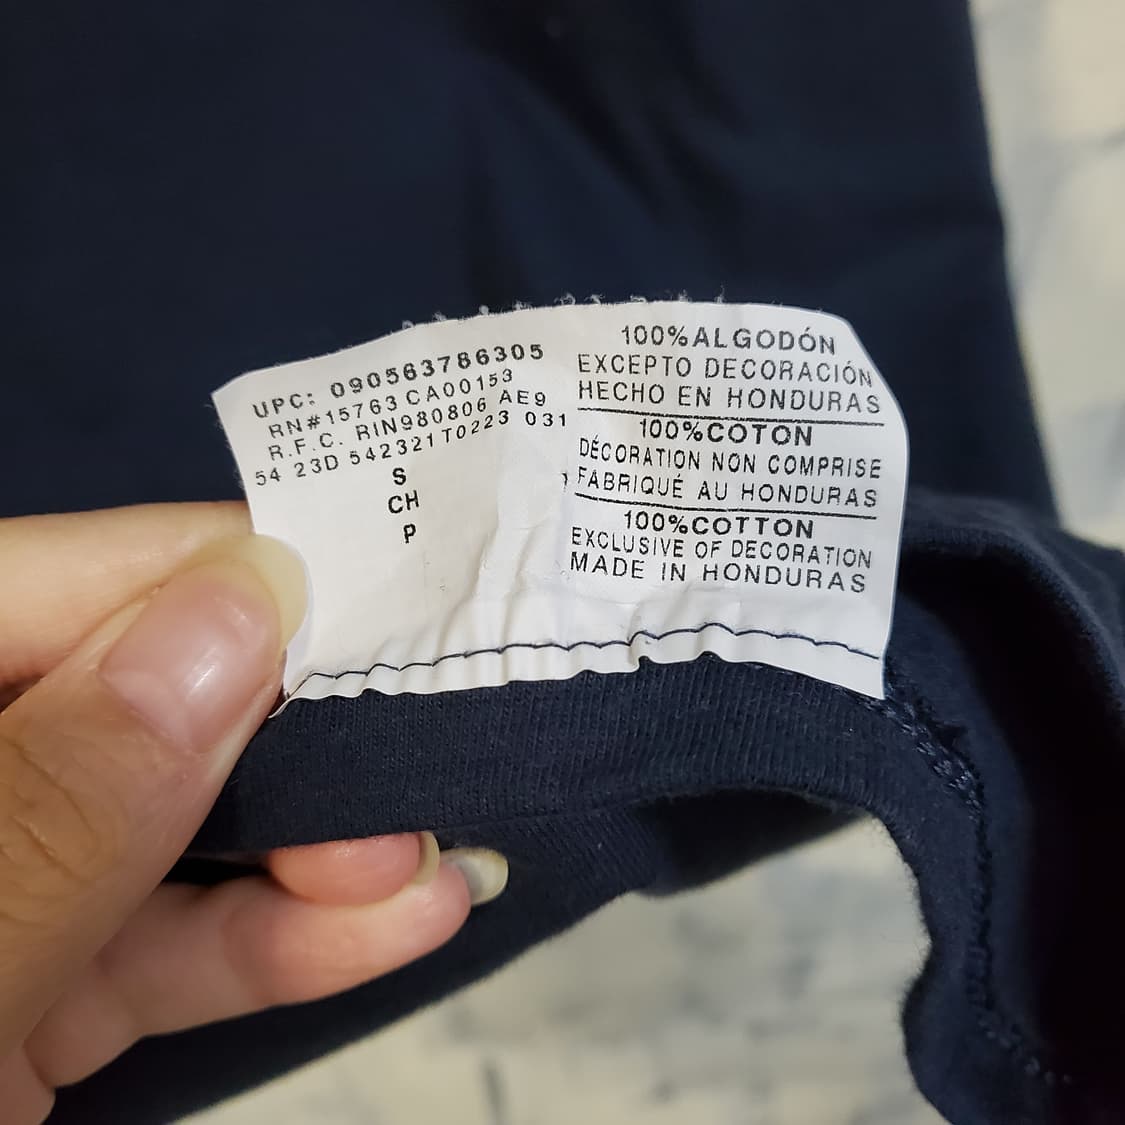 UPC: 090563786305
RN#15763 CA00153
R.F.C. RIN980806 AE9
54 23D 542321T0223 031
S
CH
P
100%ALGODÓN
EXCEPTO DECORACIÓN
HECHO EN HONDURAS
100%COTON
DÉCORATION NON COMPRISE
FABRIQUÉ AU HONDURAS
100%COTTON
EXCLUSIVE OF DECORATION
MADE IN HONDURAS